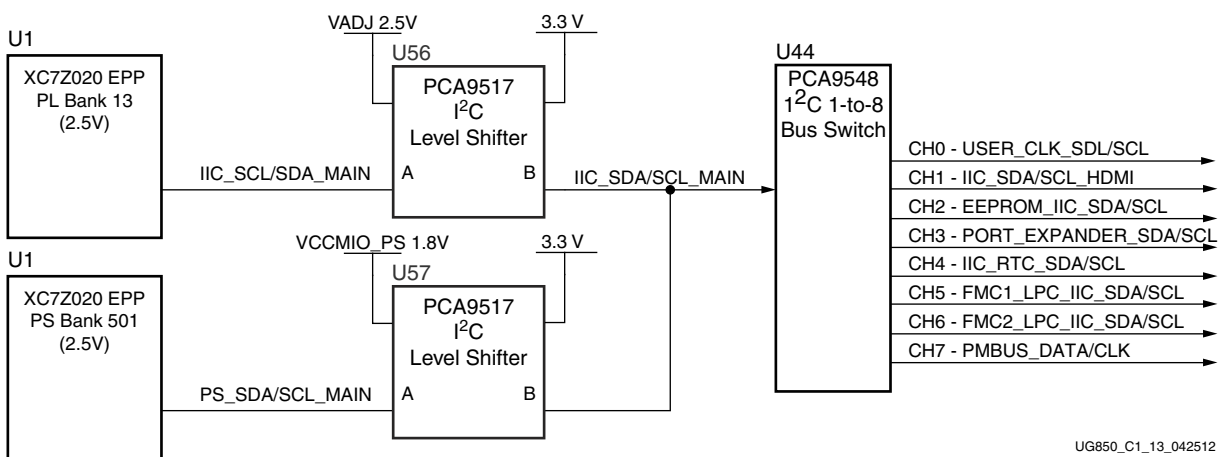 U1
XC7Z020 EPP
PL Bank 13
(2.5V)
IIC_SCL/SDA_MAIN
VADJ 2.5V
3.3 V
U56
PCA9517
I²C
Level Shifter
A
B
IIC_SDA/SCL_MAIN
U1
XC7Z020 EPP
PS Bank 501
(2.5V)
PS_SDA/SCL_MAIN
VCCMIO_PS 1.8V
3.3 V
U57
PCA9517
I²C
Level Shifter
A
B
U44
PCA9548
1²C 1-to-8
Bus Switch
CH0 - USER_CLK_SDL/SCL
CH1 - IIC_SDA/SCL_HDMI
CH2 - EEPROM_IIC_SDA/SCL
CH3 - PORT_EXPANDER_SDA/SCL
CH4 - IIC_RTC_SDA/SCL
CH5 - FMC1_LPC_IIC_SDA/SCL
CH6 - FMC2_LPC_IIC_SDA/SCL
CH7 - PMBUS_DATA/CLK
UG850_C1_13_042512